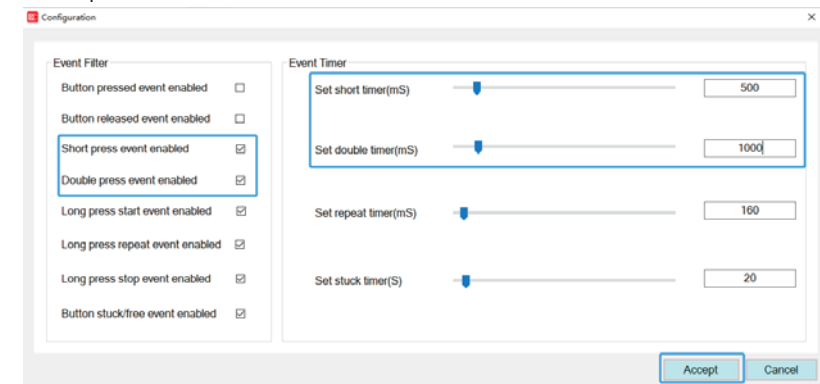 Configuration
Event Filter
Button pressed event enabled
Button released event enabled
Short press event enabled
Double press event enabled
Long press start event enabled
Long press repeat event enabled
Long press stop event enabled
Button stuck/free event enabled
Event Timer
Set short timer(mS) 500
Set double timer(mS) 1000
Set repeat timer(mS) 160
Set stuck timer(S) 20
Accept Cancel